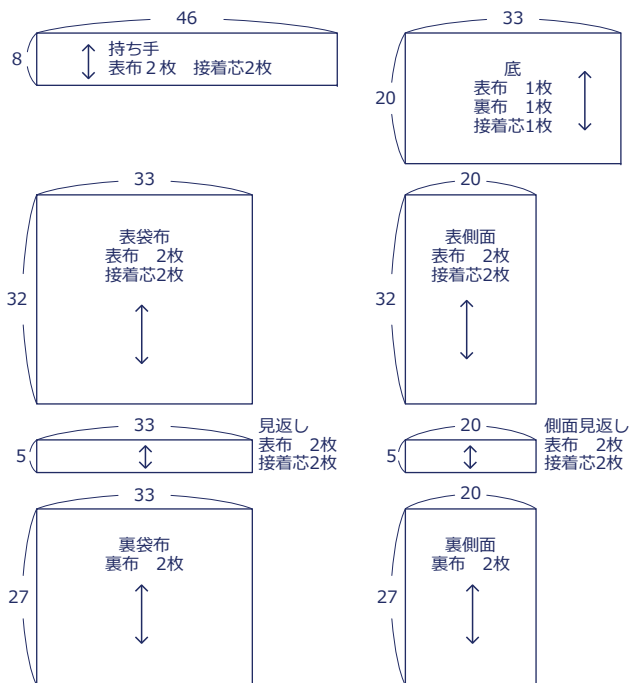 46
8
持ち手
表布２枚　接着芯2枚
33
20
底
表布　1枚
裏布　1枚
接着芯1枚
33
32
表袋布
表布　2枚
接着芯2枚
20
32
表側面
表布　2枚
接着芯2枚
33
5
見返し
表布　2枚
接着芯2枚
20
5
側面見返し
表布　2枚
接着芯2枚
33
27
裏袋布
裏布　2枚
20
27
裏側面
裏布　2枚